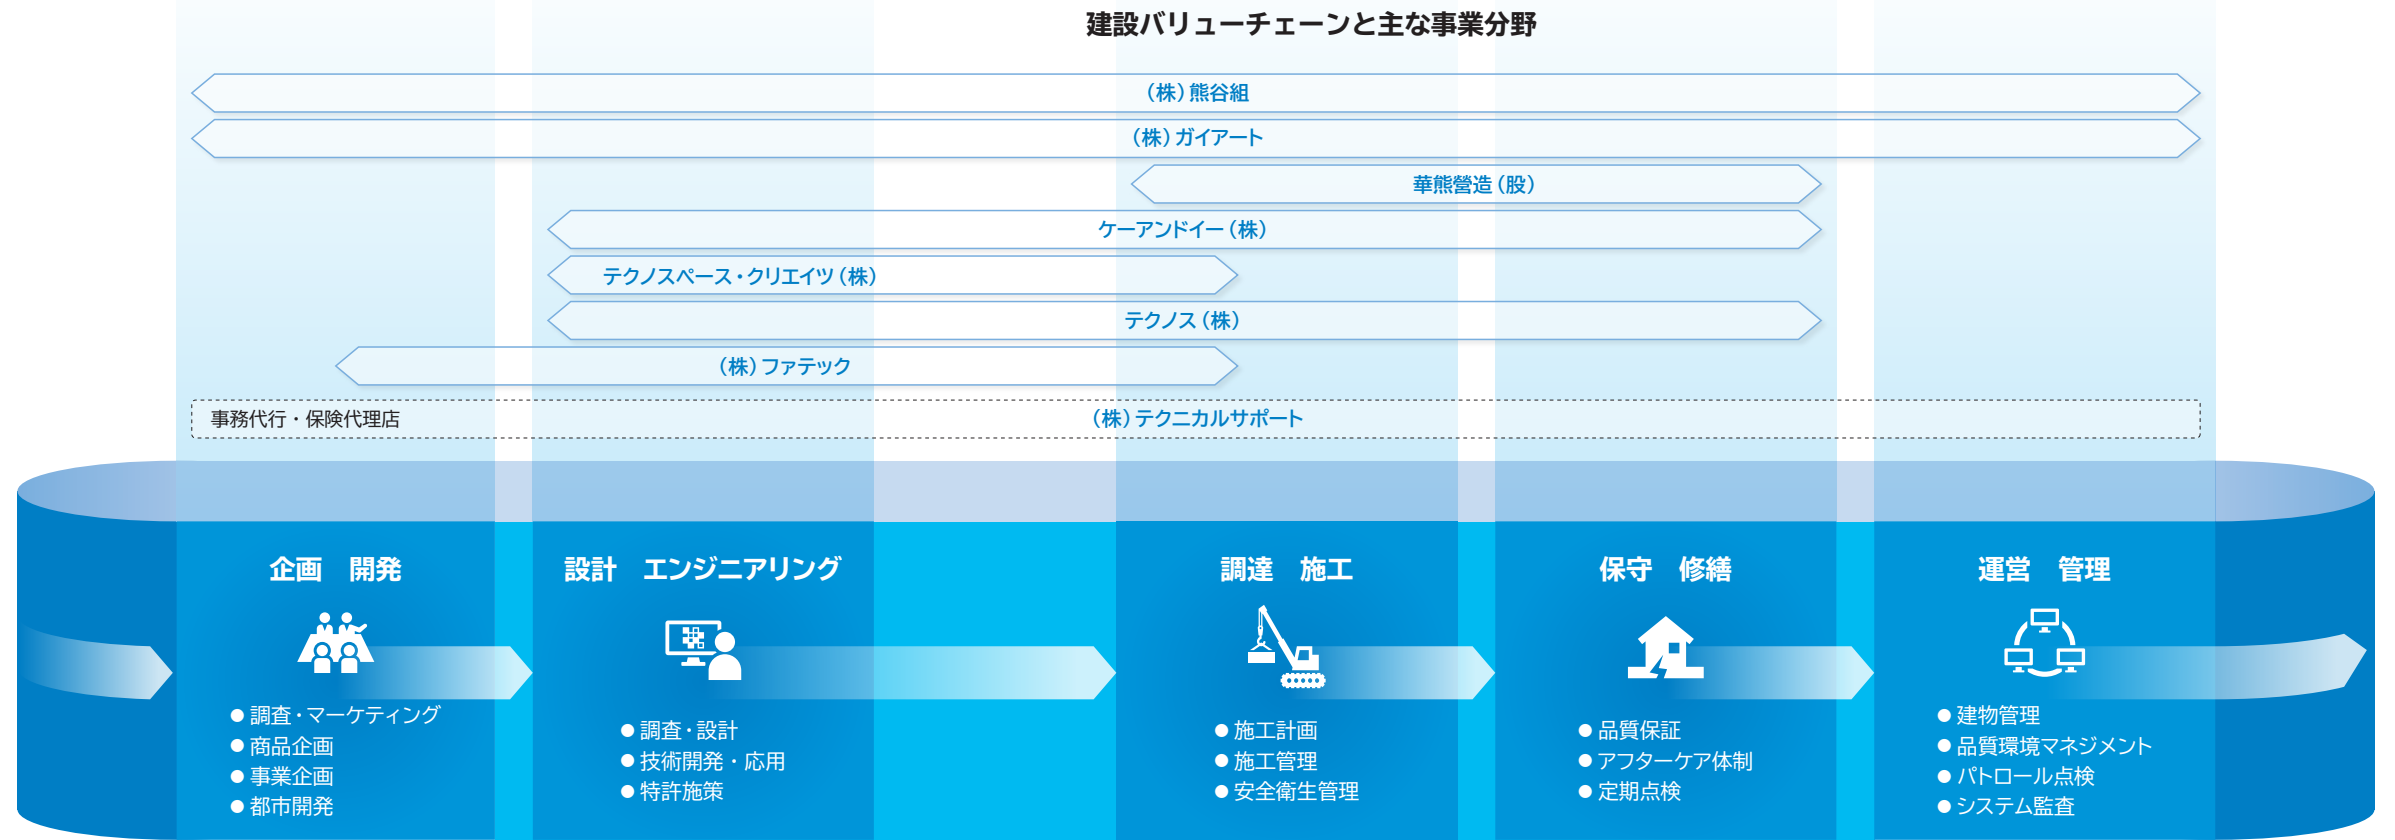 建設バリューチェーンと主な事業分野
(株)熊谷組
(株)ガイアート
華熊營造(股)
ケーアンドイー(株)
テクノスペース・クリエイツ(株)
テクノス(株)
(株)ファテック
事務代行・保険代理店 (株)テクニカルサポート
企画 開発
●調査・マーケティング
●商品企画
●事業企画
●都市開発
設計 エンジニアリング
●調査・設計
●技術開発・応用
●特許施策
調達 施工
●施工計画
●施工管理
●安全衛生管理
保守 修繕
●品質保証
●アフターケア体制
●定期点検
運営 管理
●建物管理
●品質環境マネジメント
●パトロール点検
●システム監査